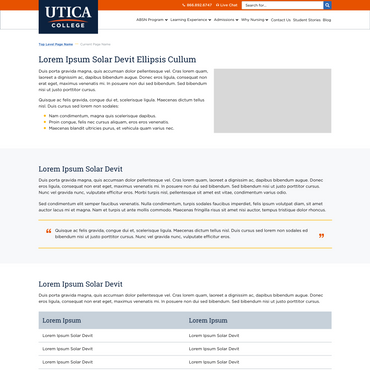 866.892.6747 Live Chat Search for...
UTICA
COLLEGE
ABSN Program Learning Experience Admissions Why Nursing Contact Us Student Stories Blog
Top Level Page Name Current Page Name
Lorem Ipsum Solar Devit Ellipsis Cullum
Duis porta gravida magna, quis accumsan dolor pellentesque vel. Cras lorem quam,
laoreet a dignissim ac, dapibus bibendum augue. Donec eros ligula, consequat non
erat eget, maximus venenatis mi. In posuere non dui sed bibendum. Sed bibendum ut
justo porttitor cursus.
Quisque ac felis gravida, congue dui et, scelerisque ligula. Maecenas dictum tellus
nisl. Duis cursus sed lorem non sodales:
Nam condimentum, magna quis scelerisque dapibus.
Proin congue, felis nec cursus aliquam, eros eros venenatis.
Maecenas blandit ultricies purus, et vehicula quam varius nec.
Lorem Ipsum Solar Devit
Duis porta gravida magna, quis accumsan dolor pellentesque vel. Cras lorem quam, laoreet a dignissim ac, dapibus bibendum augue. Donec eros
ligula, consequat non erat eget, maximus venenatis mi. In posuere non dui sed bibendum. Sed bibendum ut justo porttitor cursus.
Nunc vel gravida nunc, vulputate efficitur eros. Morbi turpis nisl, pellentesque sit amet est vitae, condimentum varius odio.
Sed condimentum elit semper faucibus venenatis. Nulla condimentum, turpis sodales faucibus imperdiet, felis ipsum volutpat diam, sit amet
auctor lacus mi et magna. Nam et turpis ut ante mollis commodo. Maecenas fringilla risus sit amet nisi auctor, tempus tristique dolor rhoncus.
“ Quisque ac felis gravida, congue dui et, scelerisque ligula. Maecenas dictum tellus nisl. Duis cursus sed lorem non sodales ed
bibendum nisi ut justo porttitor cursus. Nunc vel gravida nunc, vulputate efficitur eros. ”
Lorem Ipsum Solar Devit
Duis porta gravida magna, quis accumsan dolor pellentesque vel. Cras lorem quam, laoreet a dignissim ac, dapibus bibendum augue. Donec eros
ligula, consequat non erat eget, maximus venenatis mi. In posuere non dui sed bibendum. Sed bibendum ut justo porttitor cursus.
Lorem Ipsum Lorem Ipsum
Lorem Ipsum Solar Devit Lorem Ipsum Solar Devit
Lorem Ipsum Solar Devit Lorem Ipsum Solar Devit
Lorem Ipsum Solar Devit Lorem Ipsum Solar Devit